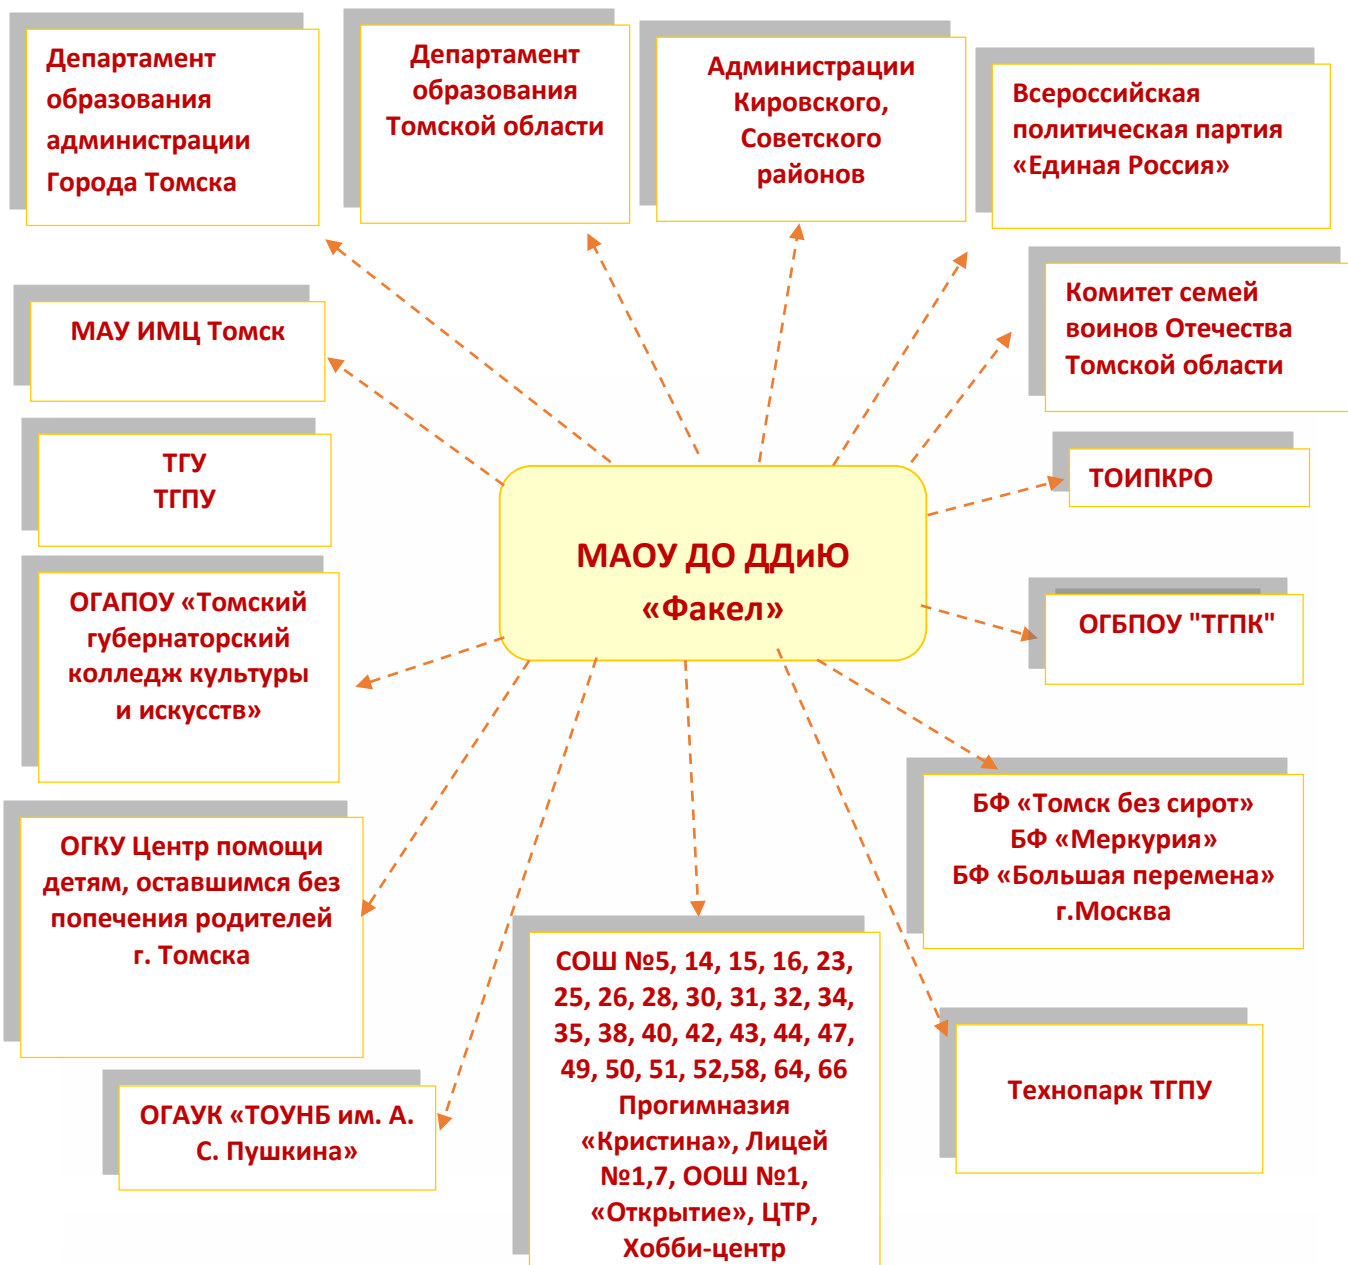 Департамент
образования
администрации
Города Томска
Департамент
образования
Томской области
Администрации
Кировского,
Советского
районов
Всероссийская
политическая партия
«Единая Россия»
Комитет семей
воинов Отечества
Томской области
МАУ ИМЦ Томск
ТГУ
ТГПУ
ТОИПКРО
МАОУ ДО ДДиЮ
«Факел»
ОГАПОУ «Томский
губернаторский
колледж культуры
и искусств»
ОГБПОУ "ТГПК"
БФ «Томск без сирот»
БФ «Меркурия»
БФ «Большая перемена»
г.Москва
ОГКУ Центр помощи
детям, оставшимся без
попечения родителей
г. Томска
СОШ №5, 14, 15, 16, 23,
25, 26, 28, 30, 31, 32, 34,
35, 38, 40, 42, 43, 44, 47,
49, 50, 51, 52,58, 64, 66
Прогимназия
«Кристина», Лицей
№1,7, ООШ №1,
«Открытие», ЦТР,
Хобби-центр
Технопарк ТГПУ
ОГАУК «ТОУНБ им. А.
С. Пушкина»